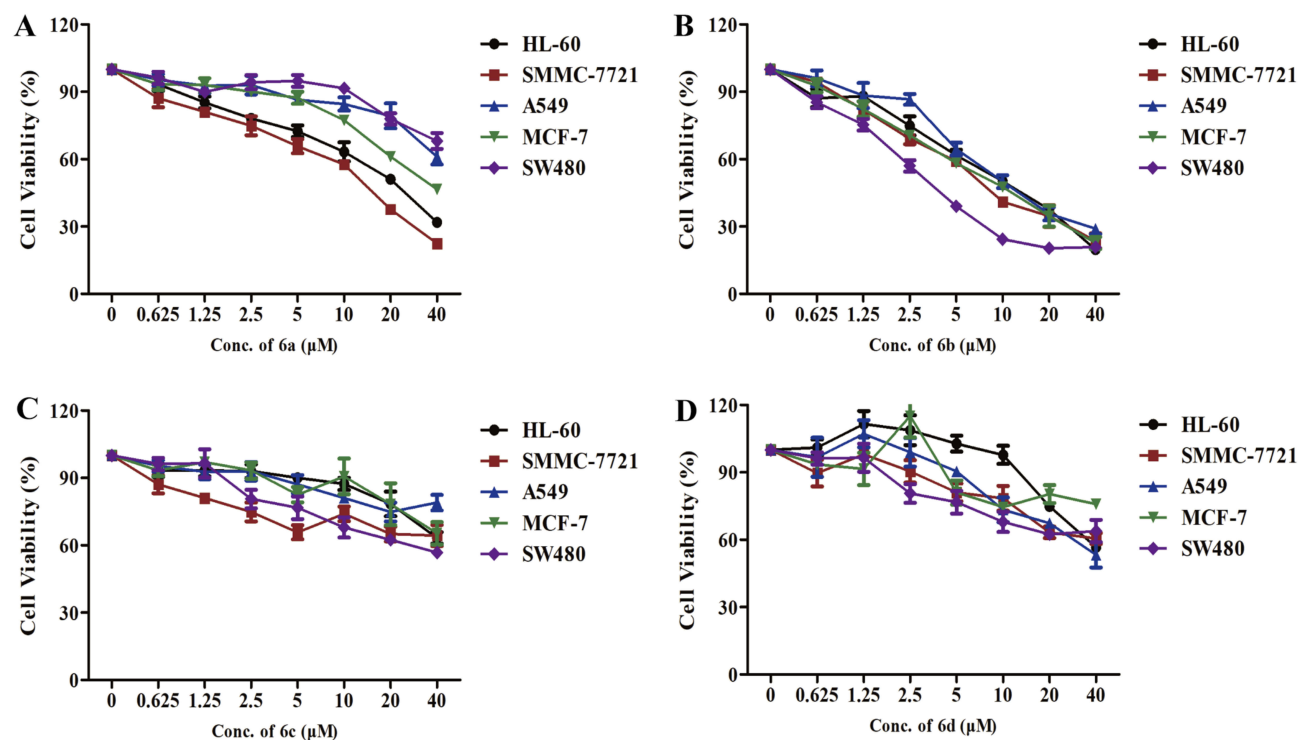 A
120
90
60
30
0
Cell Viability (%)
0 0.625 1.25 2.5 5 10 20 40
Conc. of 6a (μM)
HL-60
SMMC-7721
A549
MCF-7
SW480
B
120
90
60
30
0
Cell Viability (%)
0 0.625 1.25 2.5 5 10 20 40
Conc. of 6b (μM)
HL-60
SMMC-7721
A549
MCF-7
SW480
C
120
90
60
30
0
Cell Viability (%)
0 0.625 1.25 2.5 5 10 20 40
Conc. of 6c (μM)
HL-60
SMMC-7721
A549
MCF-7
SW480
D
120
90
60
30
0
Cell Viability (%)
0 0.625 1.25 2.5 5 10 20 40
Conc. of 6d (μM)
HL-60
SMMC-7721
A549
MCF-7
SW480